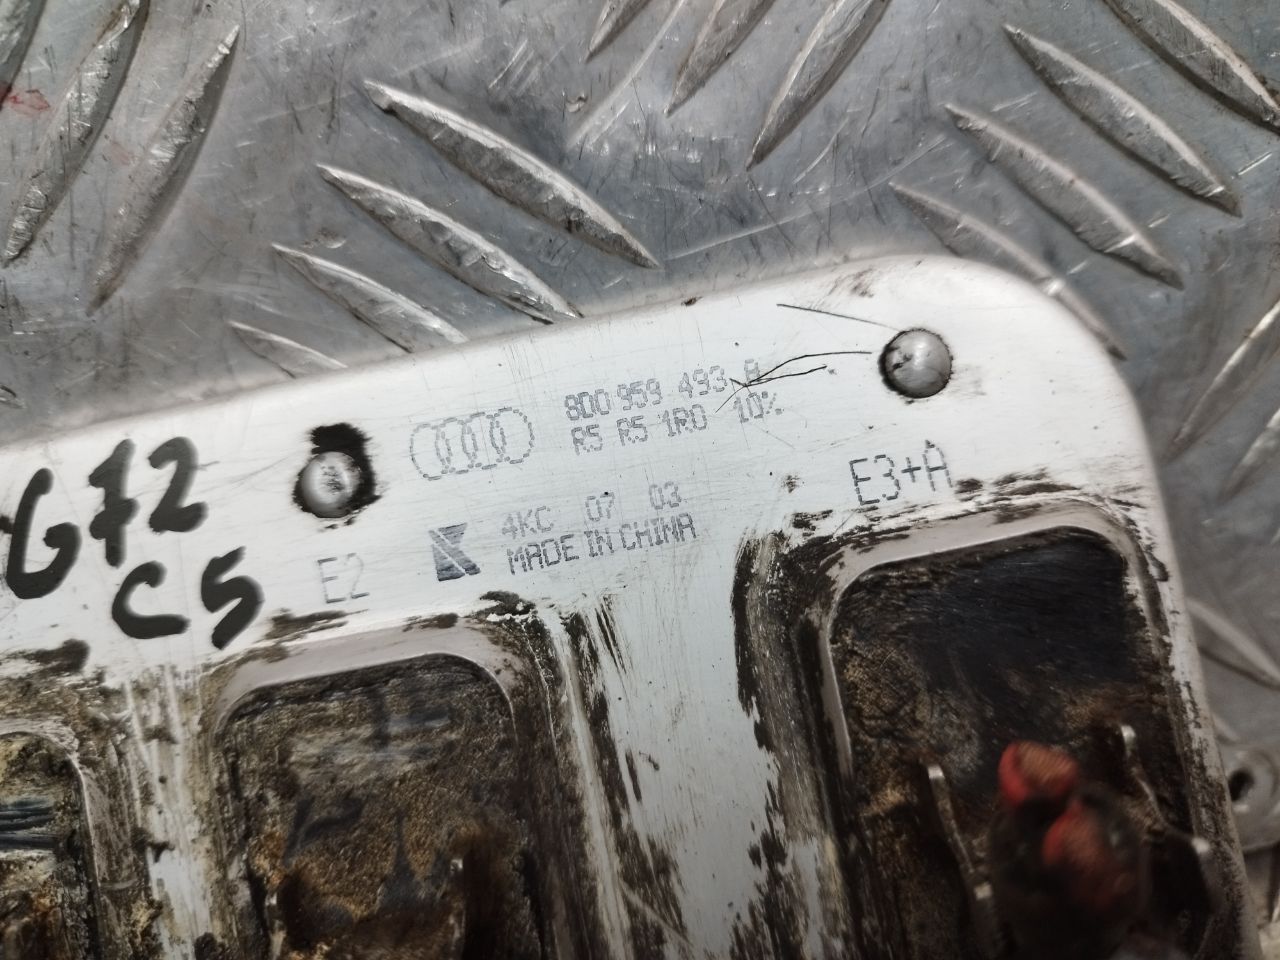 8D0 959 493 A
R5 R5 1R0 10%
4KC 07 03
MADE IN CHINA
E3+A
E2
G72
C5